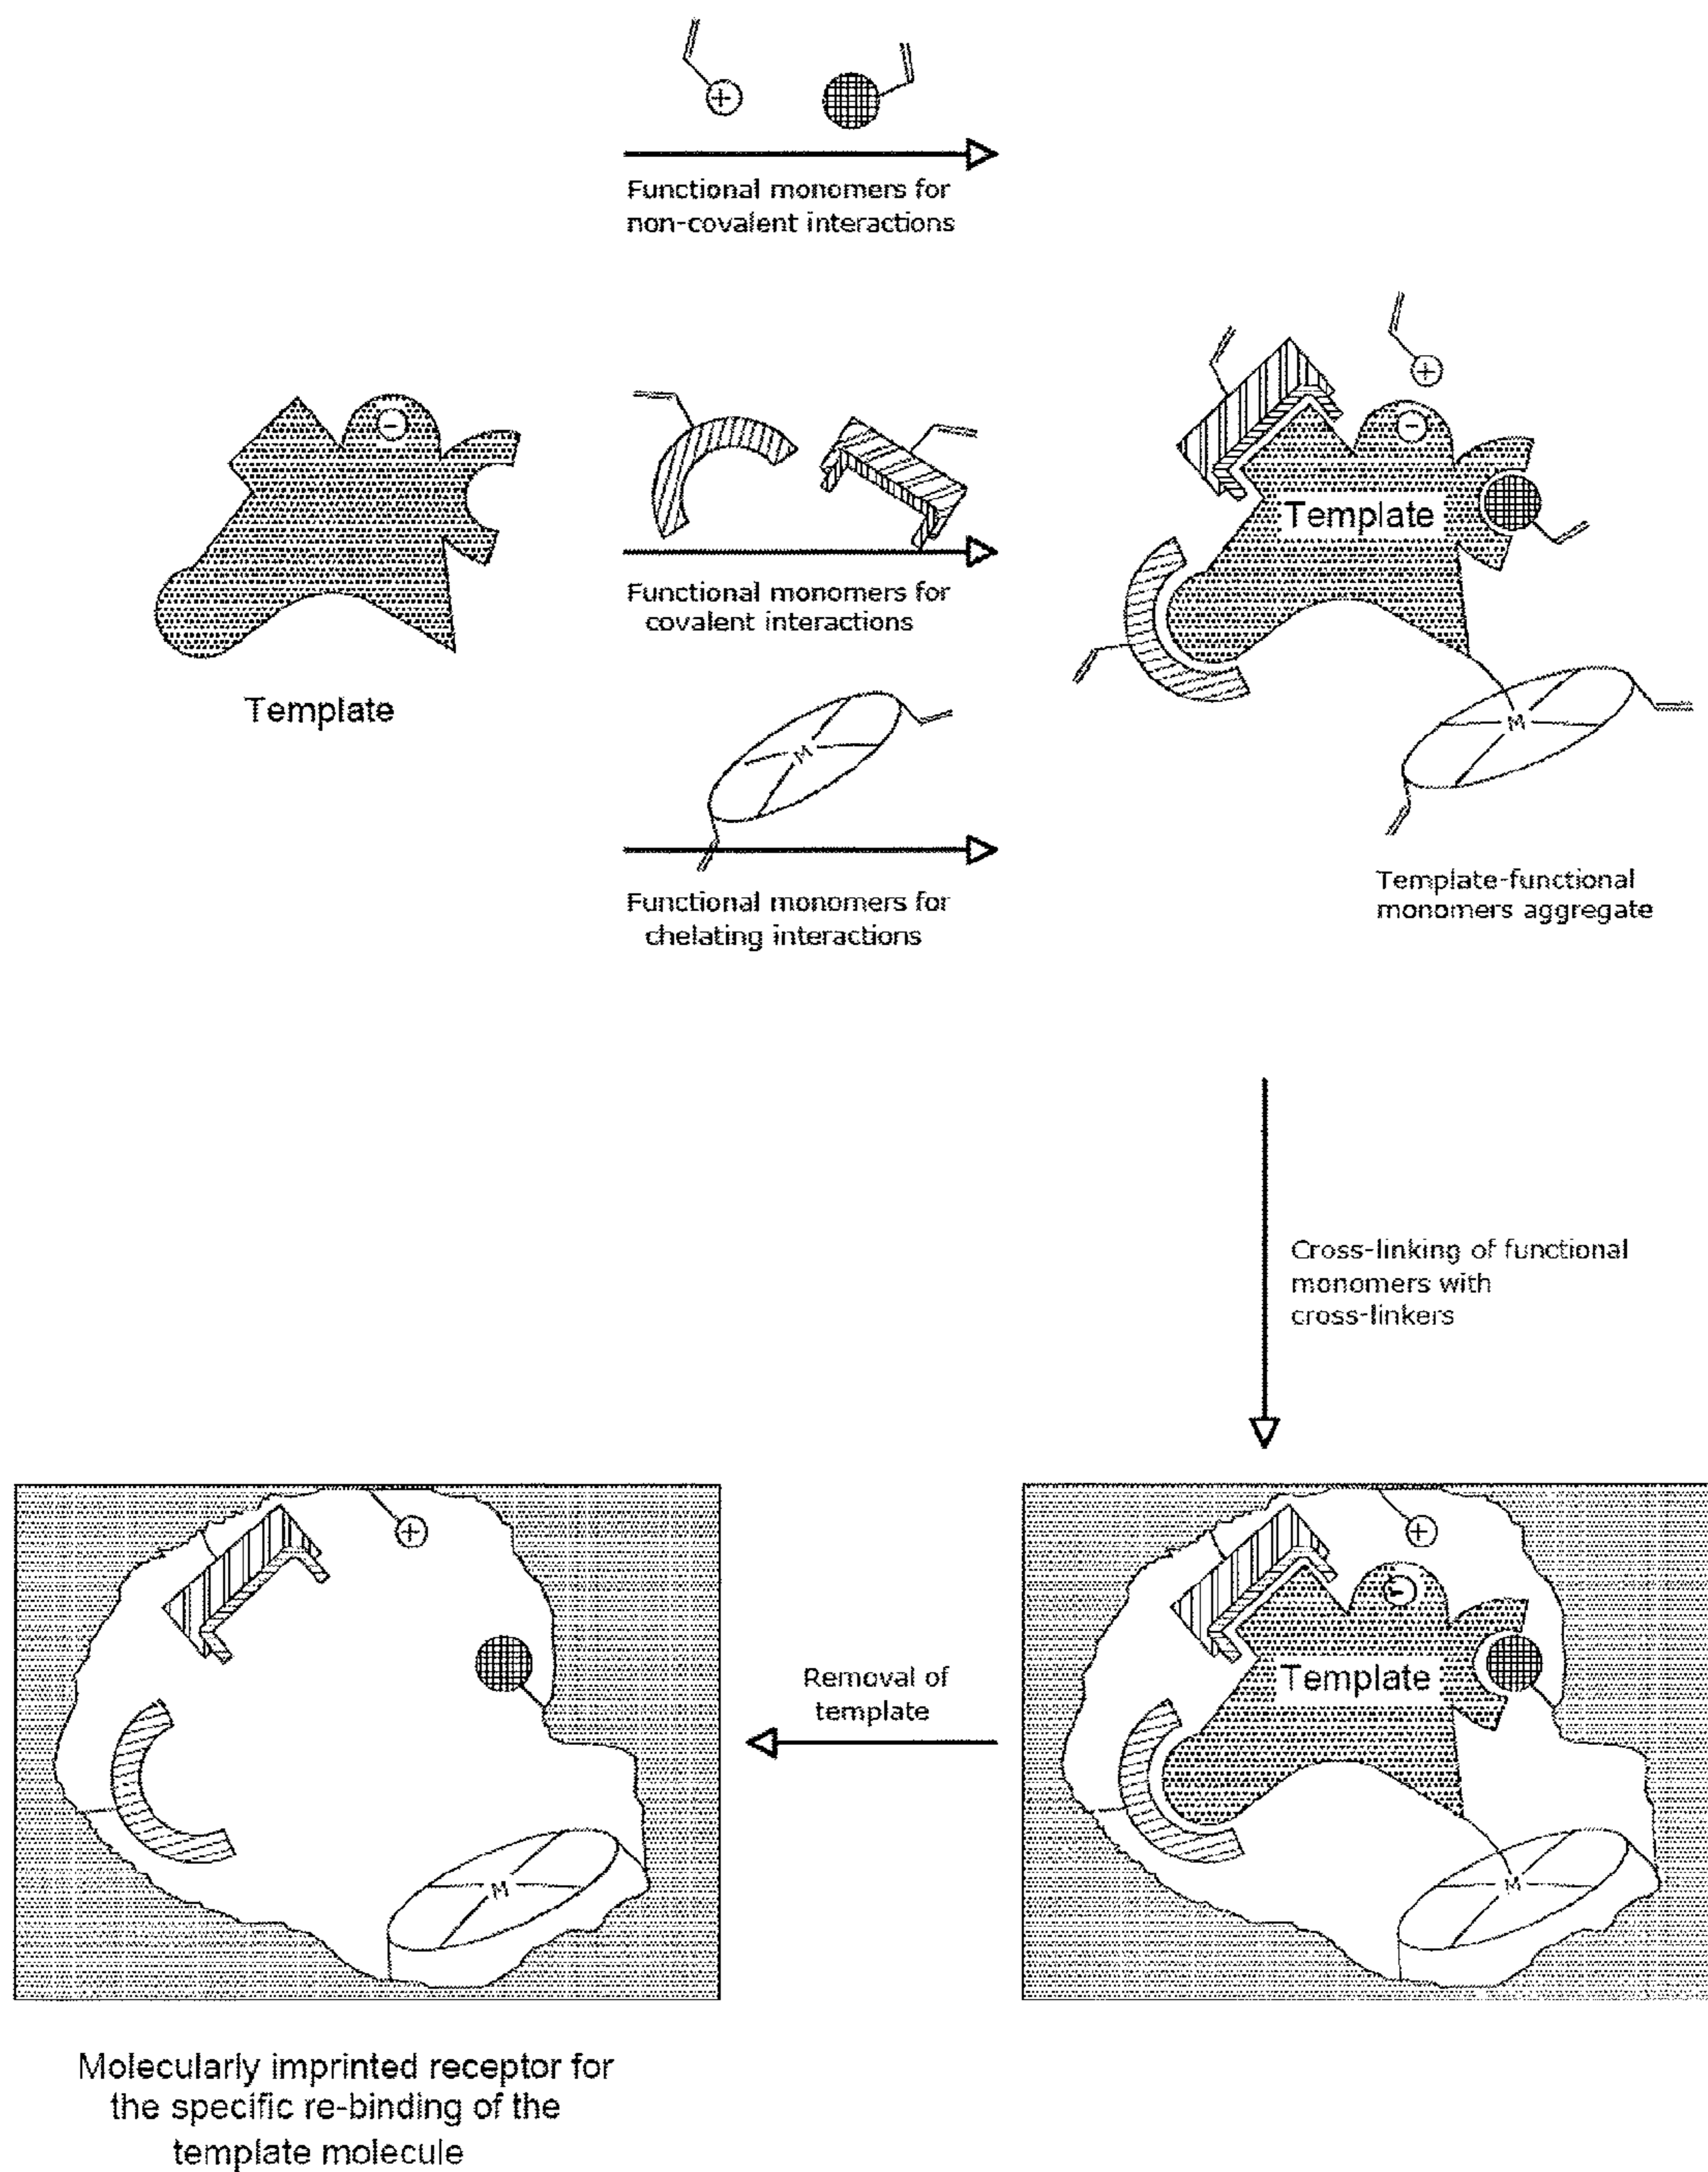 +
Functional monomers for
non-covalent interactions
-
Template
Functional monomers for
covalent interactions
M
Functional monomers for
chelating interactions
+
-
Template
M
Template-functional
monomers aggregate
Cross-linking of functional
monomers with
cross-linkers
+
-
Template
M
Removal of
template
+
M
Molecularly imprinted receptor for
the specific re-binding of the
template molecule